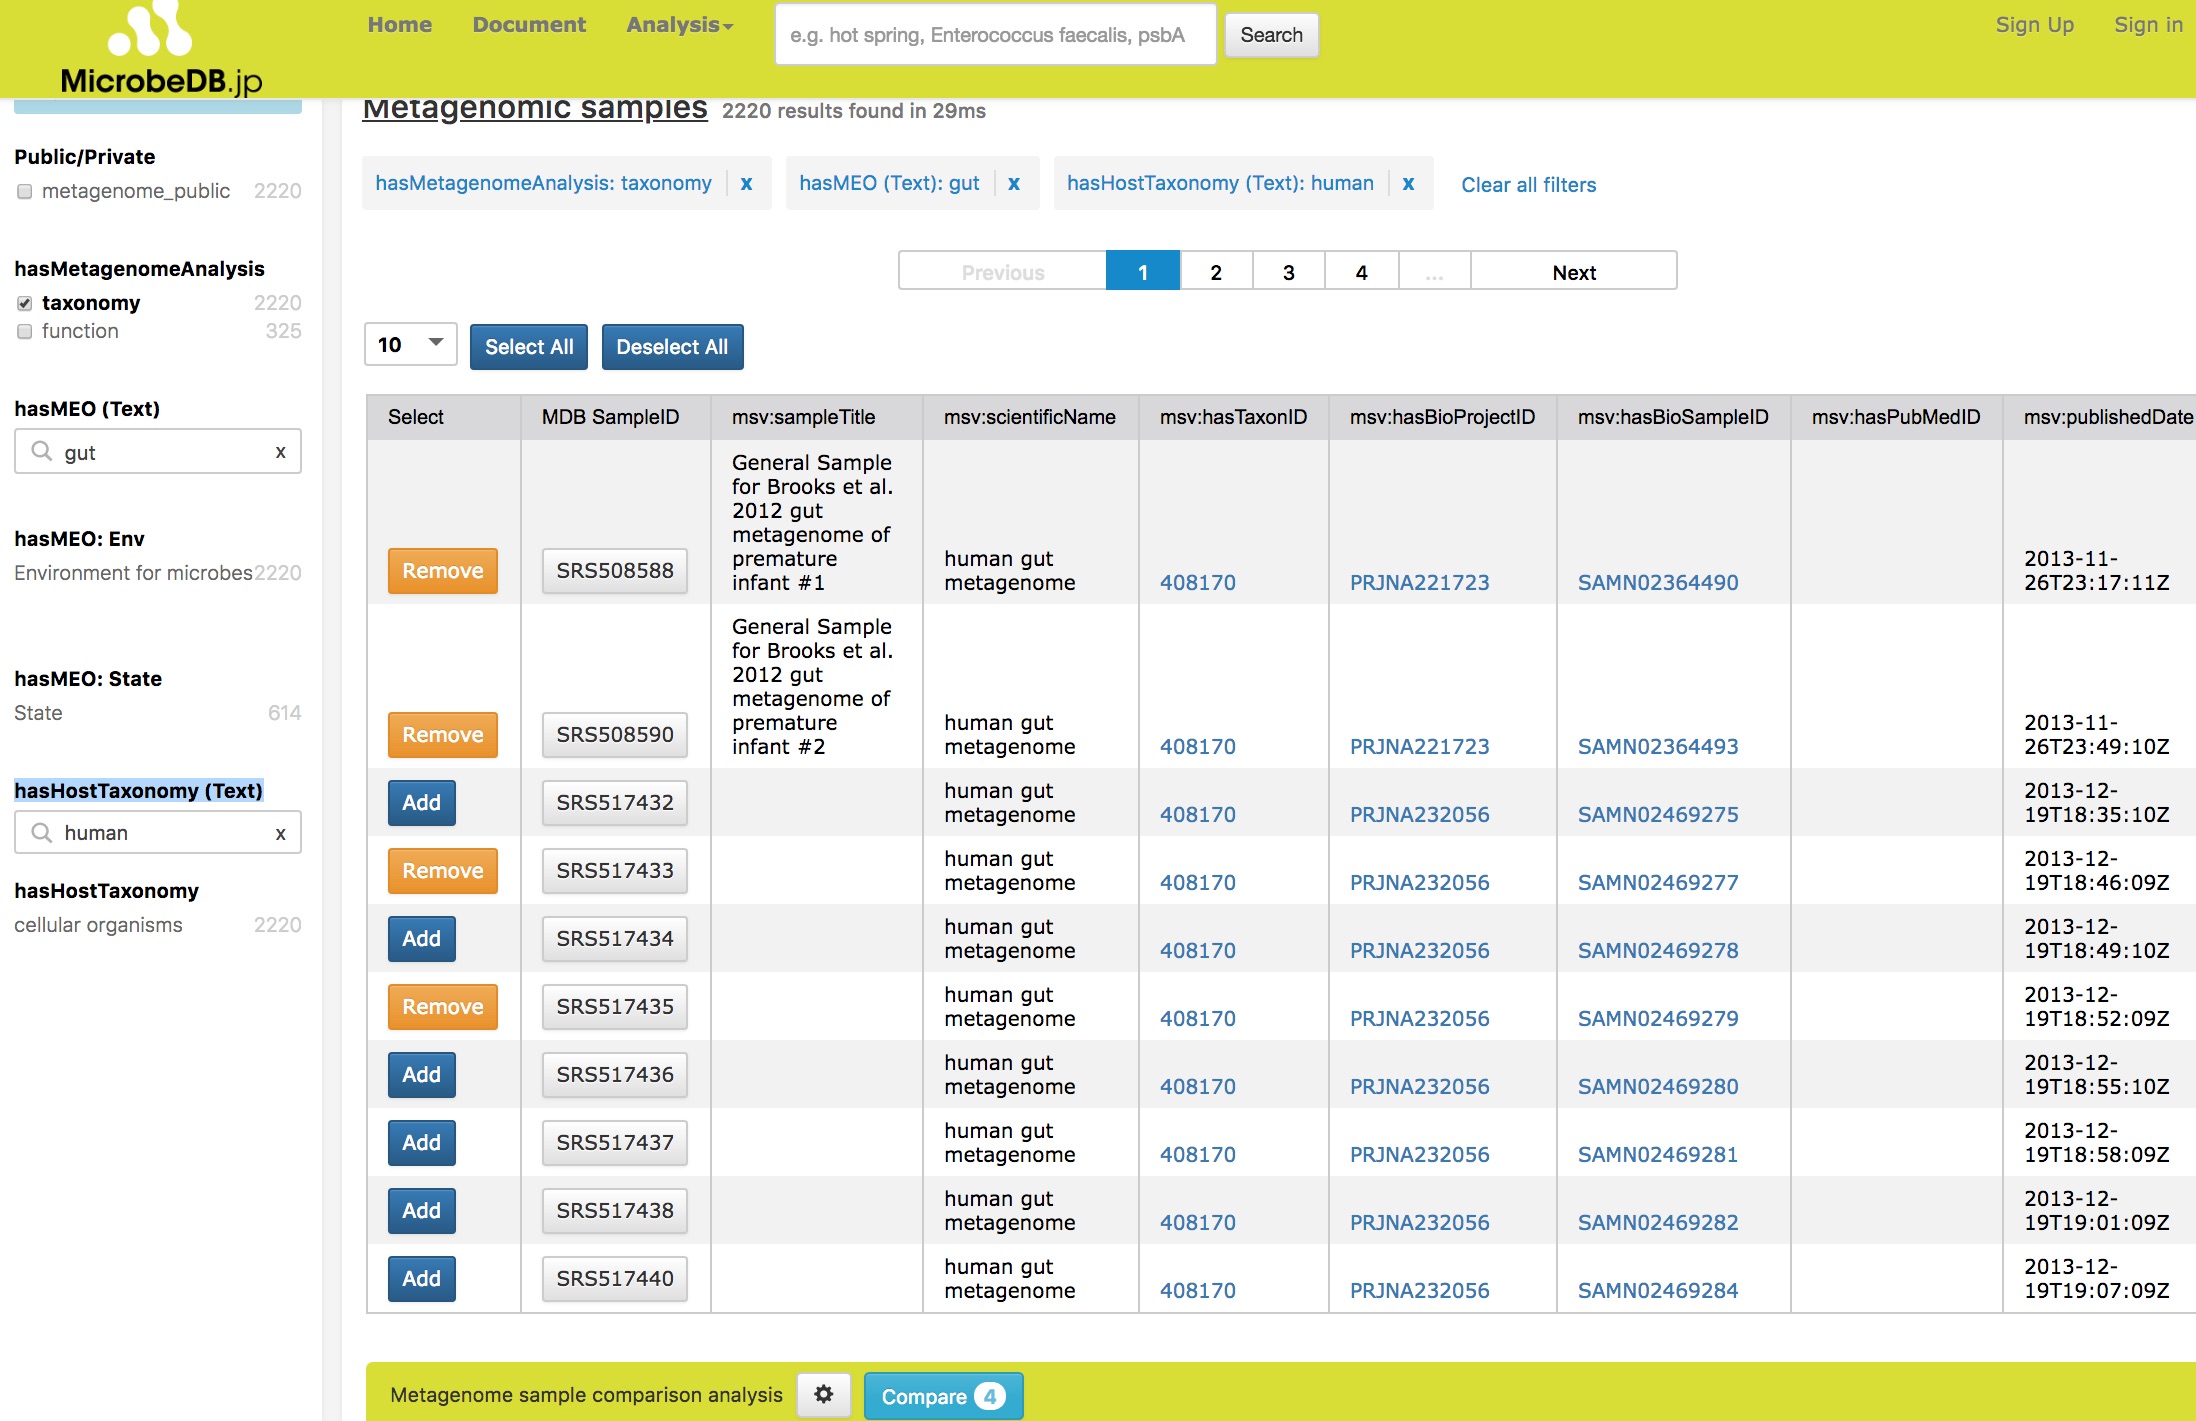 MicrobeDB.jp
Home Document Analysis e.g. hot spring, Enterococcus faecalis, psbA Search Sign Up Sign in
Metagenomic samples 2220 results found in 29ms
Public/Private
metagenome_public 2220
hasMetagenomeAnalysis
taxonomy 2220
function 325
hasMEO (Text)
gut x
hasMEO: Env
Environment for microbes 2220
hasMEO: State
State 614
hasHostTaxonomy (Text)
human x
hasHostTaxonomy
cellular organisms 2220
hasMetagenomeAnalysis: taxonomy x hasMEO (Text): gut x hasHostTaxonomy (Text): human x Clear all filters
Previous 1 2 3 4 ... Next
10 Select All Deselect All
Select MDB SampleID msv:sampleTitle msv:scientificName msv:hasTaxonID msv:hasBioProjectID msv:hasBioSampleID msv:hasPubMedID msv:publishedDate
General Sample
for Brooks et al.
2012 gut
metagenome of
premature human gut 2013-11-
Remove SRS508588 infant #1 metagenome 408170 PRJNA221723 SAMN02364490 26T23:17:11Z
General Sample
for Brooks et al.
2012 gut
metagenome of
premature human gut 2013-11-
Remove SRS508590 infant #2 metagenome 408170 PRJNA221723 SAMN02364493 26T23:49:10Z
human gut 2013-12-
Add SRS517432 metagenome 408170 PRJNA232056 SAMN02469275 19T18:35:10Z
human gut 2013-12-
Remove SRS517433 metagenome 408170 PRJNA232056 SAMN02469277 19T18:46:09Z
human gut 2013-12-
Add SRS517434 metagenome 408170 PRJNA232056 SAMN02469278 19T18:49:10Z
human gut 2013-12-
Remove SRS517435 metagenome 408170 PRJNA232056 SAMN02469279 19T18:52:09Z
human gut 2013-12-
Add SRS517436 metagenome 408170 PRJNA232056 SAMN02469280 19T18:55:10Z
human gut 2013-12-
Add SRS517437 metagenome 408170 PRJNA232056 SAMN02469281 19T18:58:09Z
human gut 2013-12-
Add SRS517438 metagenome 408170 PRJNA232056 SAMN02469282 19T19:01:09Z
human gut 2013-12-
Add SRS517440 metagenome 408170 PRJNA232056 SAMN02469284 19T19:07:09Z
Metagenome sample comparison analysis Compare 4